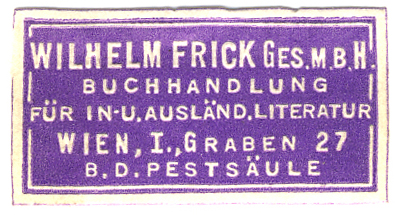 WILHELM FRICK GES.M.B.H.
BUCHHANDLUNG
FÜR IN-U.AUSLÄND.LITERATUR
WIEN, I., GRABEN 27
B.D.PESTSÄULE